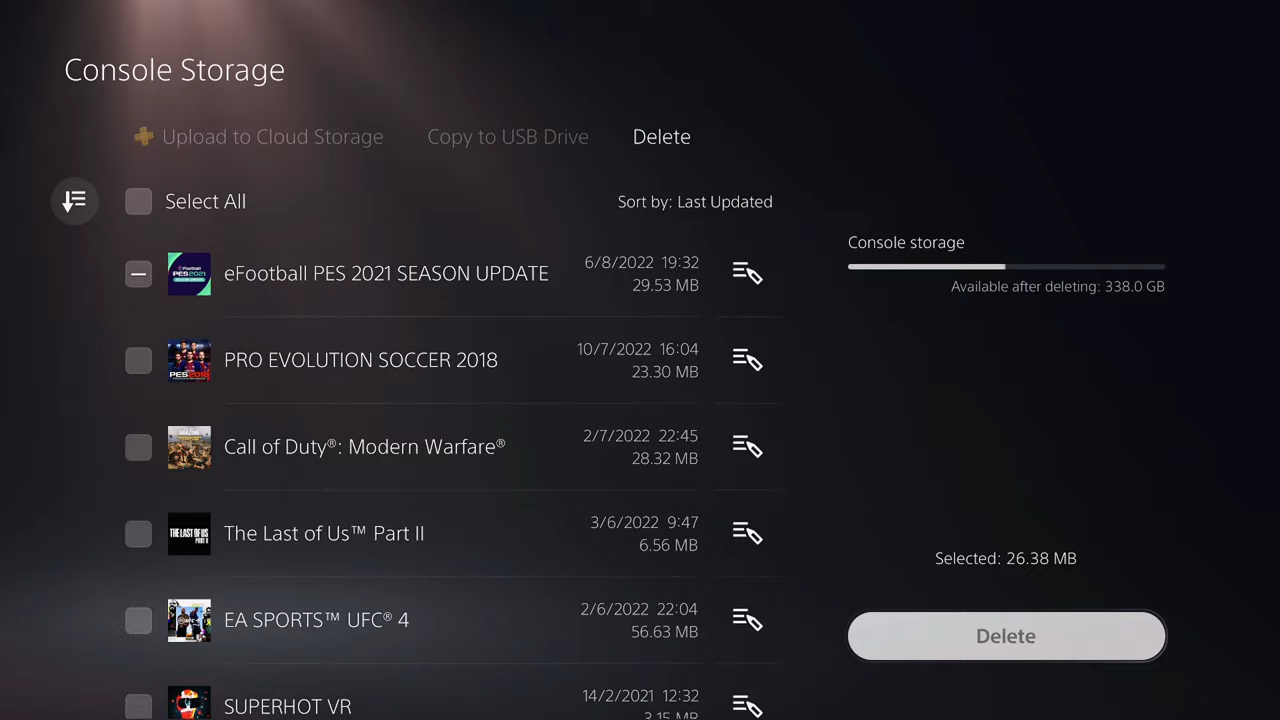 Console Storage
Upload to Cloud Storage Copy to USB Drive Delete
Select All Sort by: Last Updated
eFootball PES 2021 SEASON UPDATE 6/8/2022 19:32
29.53 MB
PRO EVOLUTION SOCCER 2018 10/7/2022 16:04
23.30 MB
Call of Duty®: Modern Warfare® 2/7/2022 22:45
28.32 MB
The Last of Us™ Part II 3/6/2022 9:47
6.56 MB
EA SPORTS™ UFC® 4 2/6/2022 22:04
56.63 MB
SUPERHOT VR 14/2/2021 12:32
3.15 MB
Console storage
Available after deleting: 338.0 GB
Selected: 26.38 MB
Delete